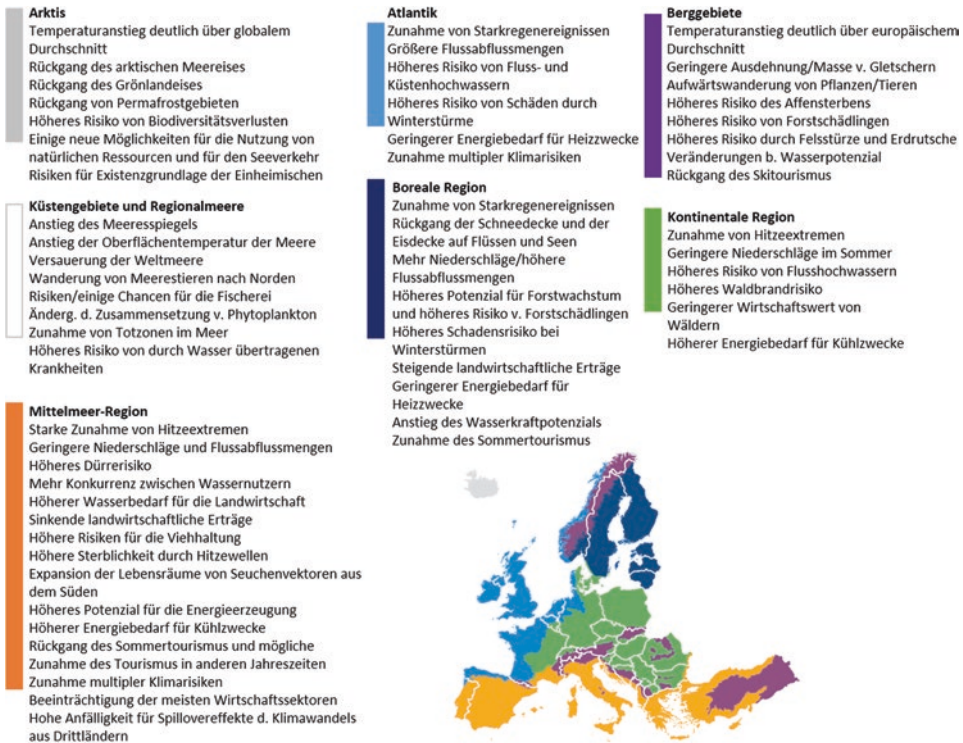 Arktis
Temperaturanstieg deutlich über globalem
Durchschnitt
Rückgang des arktischen Meereises
Rückgang des Grönlandeises
Rückgang von Permafrostgebieten
Höheres Risiko von Biodiversitätsverlusten
Einige neue Möglichkeiten für die Nutzung von
natürlichen Ressourcen und für den Seeverkehr
Risiken für Existenzgrundlage der Einheimischen
Küstengebiete und Regionalmeere
Anstieg des Meeresspiegels
Anstieg der Oberflächentemperatur der Meere
Versauerung der Weltmeere
Wanderung von Meerestieren nach Norden
Risiken/einige Chancen für die Fischerei
Änderg. d. Zusammensetzung v. Phytoplankton
Zunahme von Totzonen im Meer
Höheres Risiko von durch Wasser übertragenen
Krankheiten
Mittelmeer-Region
Starke Zunahme von Hitzeextremen
Geringere Niederschläge und Flussabflussmengen
Höheres Dürrerisiko
Mehr Konkurrenz zwischen Wassernutzern
Höherer Wasserbedarf für die Landwirtschaft
Sinkende landwirtschaftliche Erträge
Höhere Risiken für die Viehhaltung
Höhere Sterblichkeit durch Hitzewellen
Expansion der Lebensräume von Seuchenvektoren aus
dem Süden
Höheres Potenzial für die Energieerzeugung
Höherer Energiebedarf für Kühlzwecke
Rückgang des Sommertourismus und mögliche
Zunahme des Tourismus in anderen Jahreszeiten
Zunahme multipler Klimarisiken
Beeinträchtigung der meisten Wirtschaftssektoren
Hohe Anfälligkeit für Spillovereffekte d. Klimawandels
aus Drittländern
Atlantik
Zunahme von Starkregenereignissen
Größere Flussabflussmengen
Höheres Risiko von Fluss- und
Küstenhochwassern
Höheres Risiko von Schäden durch
Winterstürme
Geringerer Energiebedarf für Heizzwecke
Zunahme multipler Klimarisiken
Boreale Region
Zunahme von Starkregenereignissen
Rückgang der Schneedecke und der
Eisdecke auf Flüssen und Seen
Mehr Niederschläge/höhere
Flussabflussmengen
Höheres Potenzial für Forstwachstum
und höheres Risiko v. Forstschädlingen
Höheres Schadensrisiko bei
Winterstürmen
Steigende landwirtschaftliche Erträge
Geringerer Energiebedarf für
Heizzwecke
Anstieg des Wasserkraftpotenzials
Zunahme des Sommertourismus
Berggebiete
Temperaturanstieg deutlich über europäischem
Durchschnitt
Geringere Ausdehnung/Masse v. Gletschern
Aufwärtswanderung von Pflanzen/Tieren
Höheres Risiko des Affensterbens
Höheres Risiko von Forstschädlingen
Höheres Risiko durch Felsstürze und Erdrutsche
Veränderungen b. Wasserpotenzial
Rückgang des Skitourismus
Kontinentale Region
Zunahme von Hitzeextremen
Geringere Niederschläge im Sommer
Höheres Risiko von Flusshochwassern
Höheres Waldbrandrisiko
Geringerer Wirtschaftswert von
Wäldern
Höherer Energiebedarf für Kühlzwecke